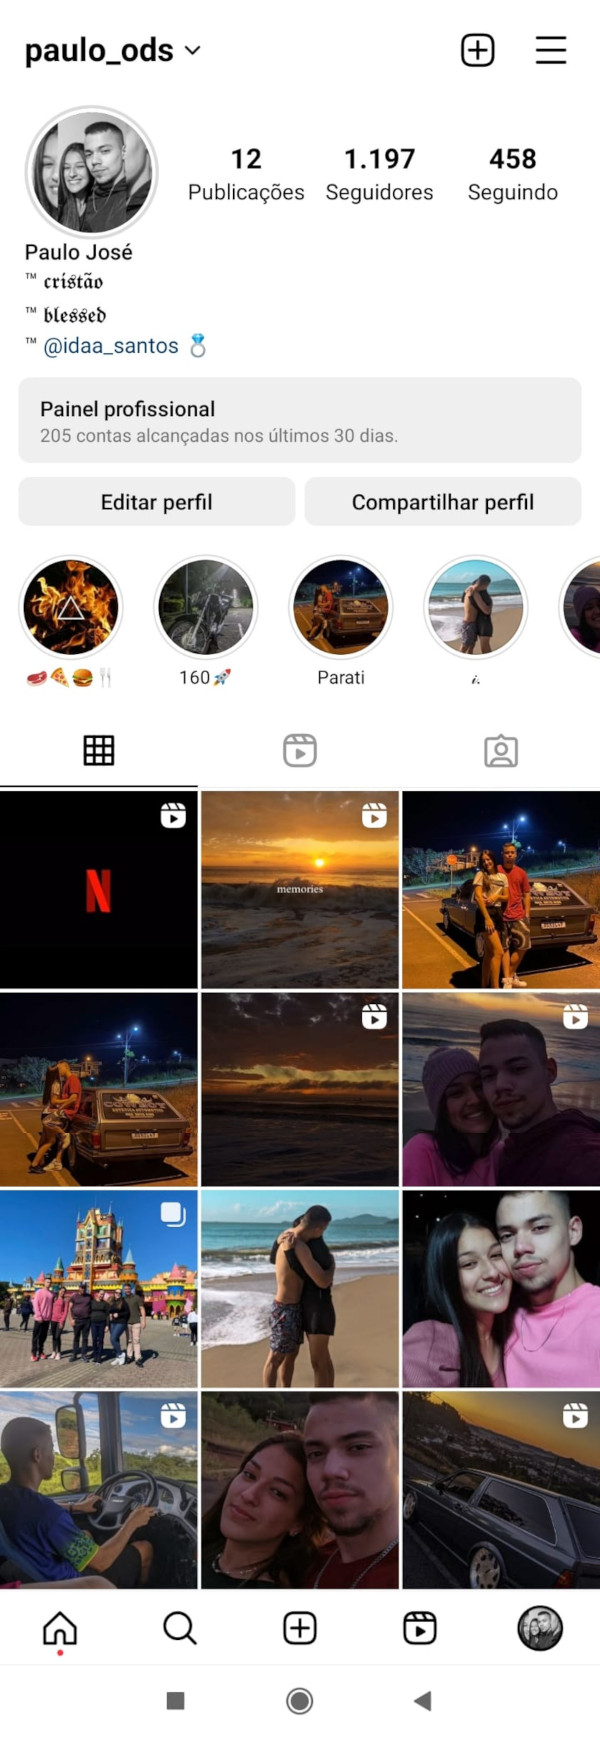 paulo_ods
12 1.197 458
Publicações Seguidores Seguindo
Paulo José
™ cristão
™ blessed
™ @idaa_santos 💍
Painel profissional
205 contas alcançadas nos últimos 30 dias.
Editar perfil Compartilhar perfil
🥩🍕🍔🍴 160🚀 Parati 𝓲.
N
memories